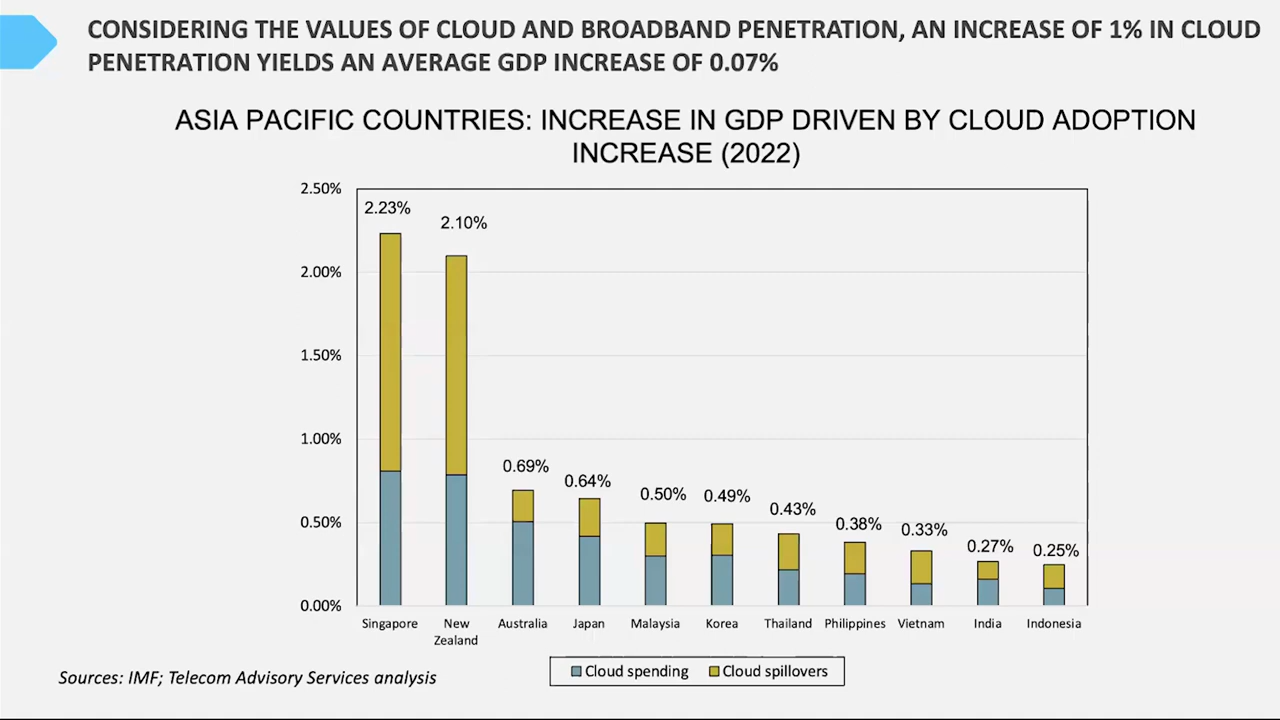 CONSIDERING THE VALUES OF CLOUD AND BROADBAND PENETRATION, AN INCREASE OF 1% IN CLOUD
PENETRATION YIELDS AN AVERAGE GDP INCREASE OF 0.07%
ASIA PACIFIC COUNTRIES: INCREASE IN GDP DRIVEN BY CLOUD ADOPTION
INCREASE (2022)
2.50%
2.00%
1.50%
1.00%
0.50%
0.00%
2.23%
2.10%
0.69%
0.64%
0.50%
0.49%
0.43%
0.38%
0.33%
0.27%
0.25%
Singapore
New
Zealand
Australia
Japan
Malaysia
Korea
Thailand
Philippines
Vietnam
India
Indonesia
Cloud spending
Cloud spillovers
Sources: IMF; Telecom Advisory Services analysis